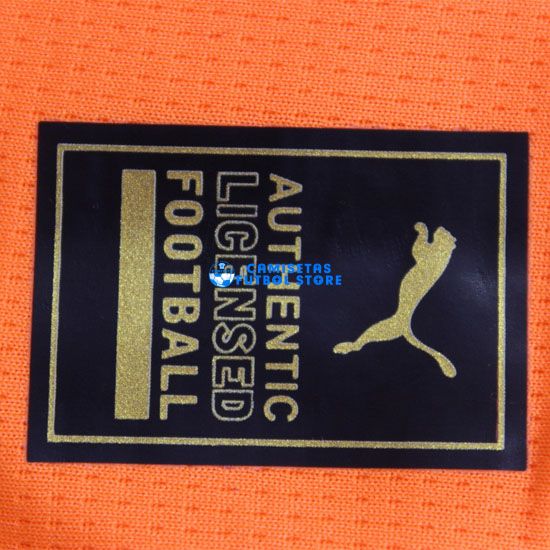 AUTHENTIC
LICENSED
FOOTBALL
CAMISETAS
FUTBOL STORE